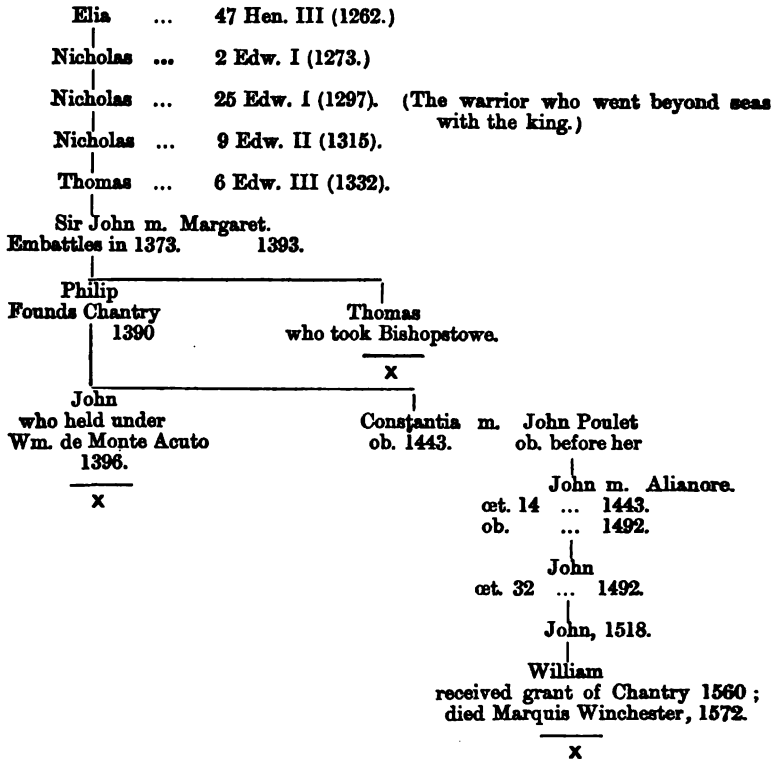 Elia ... 47 Hen. III (1262.)
Nicholas ... 2 Edw. I (1273.)
Nicholas ... 25 Edw. I (1297). (The warrior who went beyond seas
with the king.)
Nicholas ... 9 Edw. II (1315).
Thomas ... 6 Edw. III (1332).
Sir John m. Margaret.
Embattles in 1373. 1393.
Philip
Founds Chantry
1390
Thomas
who took Bishopstowe.
x
John
who held under
Wm. de Monte Acuto
1396.
x
Constantia m. John Poulet
ob. 1443. ob. before her
John m. Alianore.
œt. 14 ... 1443.
ob. ... 1492.
John
œt. 32 ... 1492.
John, 1518.
William
received grant of Chantry 1560 ;
died Marquis Winchester, 1572.
x